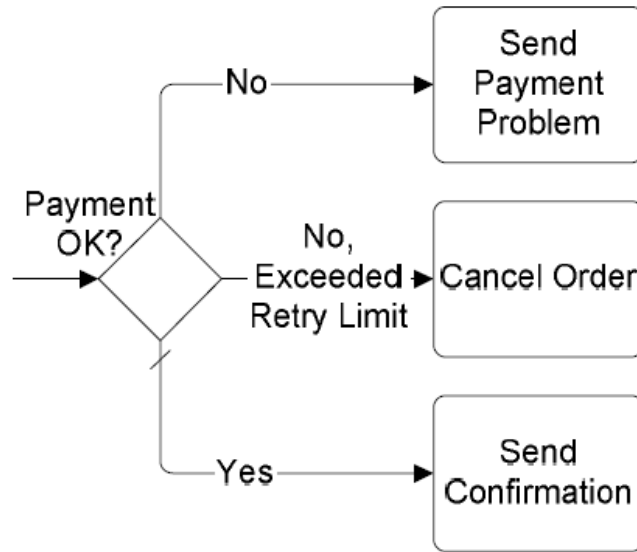 Send
Payment
Problem
No
Payment
OK?
No,
Exceeded
Retry Limit
Cancel Order
Yes
Send
Confirmation